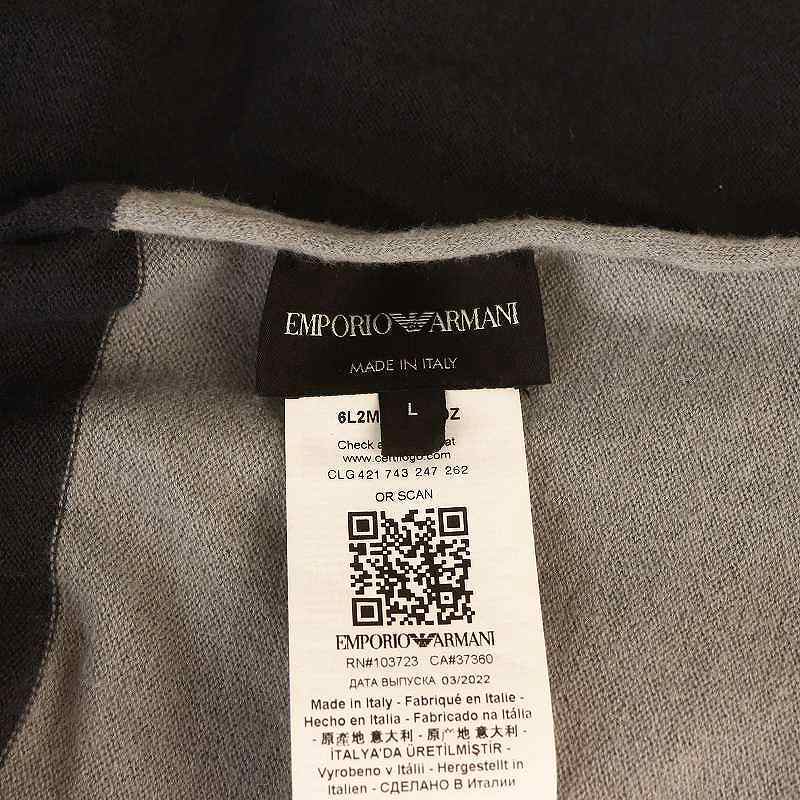 EMPORIO ARMANI
MADE IN ITALY
L
6L2M
Check at
www.certilogo.com
CLG 421 743 247 262
OR SCAN
EMPORIO ARMANI
RN#103723 CA#37360
ДАТА ВЫПУСКА 03/2022
Made in Italy - Fabriqué en Italie -
Hecho en Italia - Fabricado na Itália
- 原產地 意大利 - 原产地 意大利 -
İTALYA'DA ÜRETİLMİŞTİR -
Vyrobeno v Itálii - Hergestellt in
Italien - СДЕЛАНО В Италии